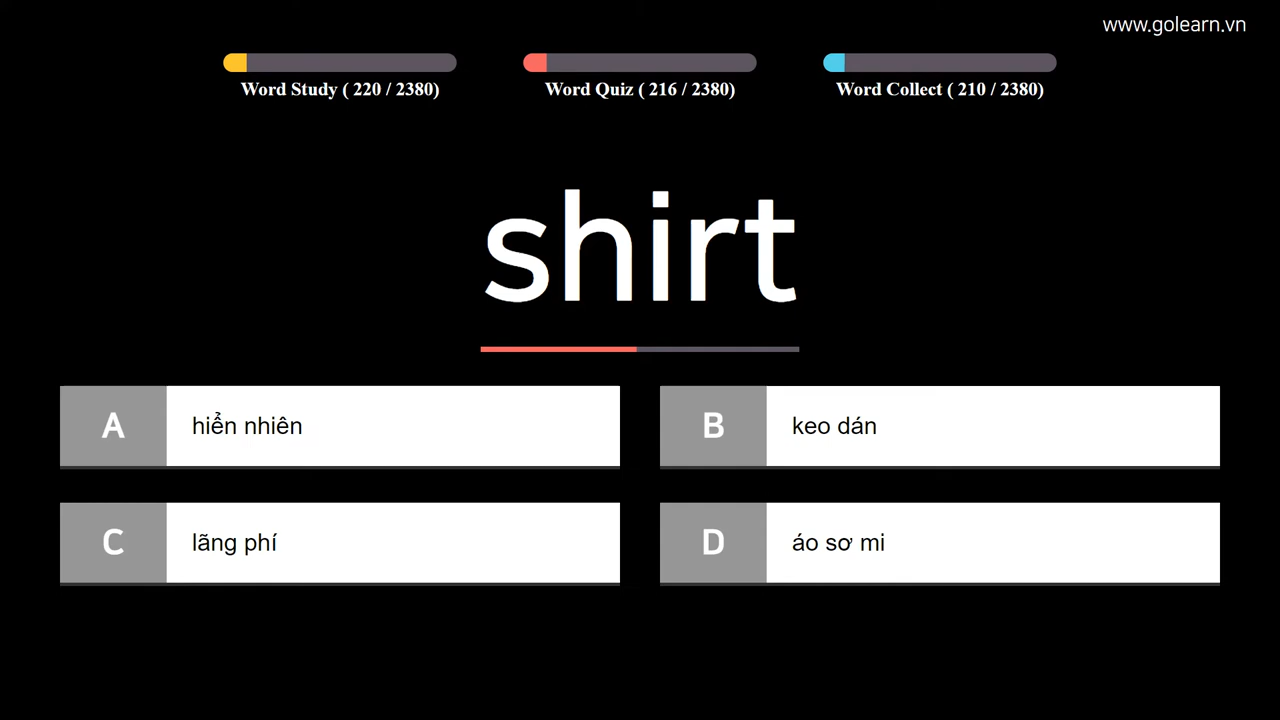 www.golearn.vn
Word Study ( 220 / 2380)
Word Quiz ( 216 / 2380)
Word Collect ( 210 / 2380)
shirt
A hiển nhiên
B keo dán
C lãng phí
D áo sơ mi